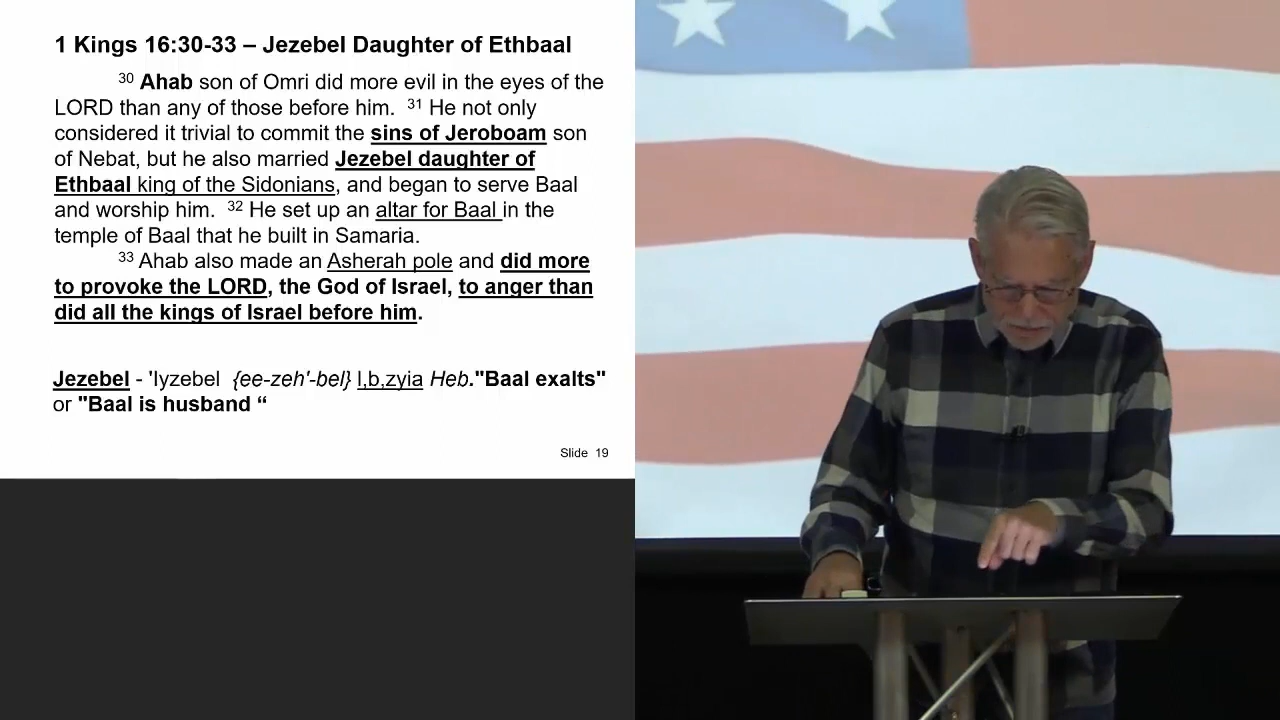 1 Kings 16:30-33 – Jezebel Daughter of Ethbaal
30 Ahab son of Omri did more evil in the eyes of the
LORD than any of those before him. 31 He not only
considered it trivial to commit the sins of Jeroboam son
of Nebat, but he also married Jezebel daughter of
Ethbaal king of the Sidonians, and began to serve Baal
and worship him. 32 He set up an altar for Baal in the
temple of Baal that he built in Samaria.
33 Ahab also made an Asherah pole and did more
to provoke the LORD, the God of Israel, to anger than
did all the kings of Israel before him.
Jezebel - 'Iyzebel {ee-zeh'-bel} l,b,zyia Heb."Baal exalts"
or "Baal is husband “
Slide 19